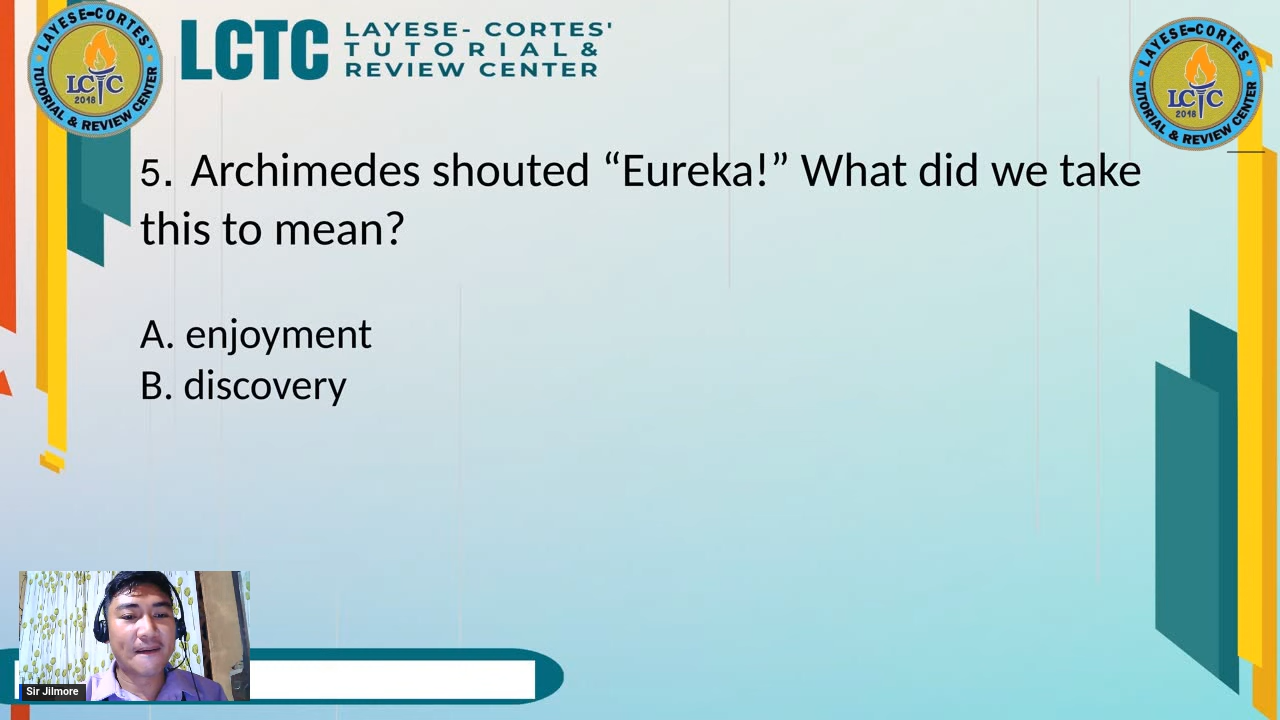 LAYESE-CORTES'
LCTC
2018
TUTORIAL & REVIEW CENTER
LCTC
LAYESE- CORTES'
TUTORIAL &
REVIEW CENTER
LAYESE-CORTES'
LCTC
2018
TUTORIAL & REVIEW CENTER
5. Archimedes shouted “Eureka!” What did we take
this to mean?
A. enjoyment
B. discovery
Sir Jilmore